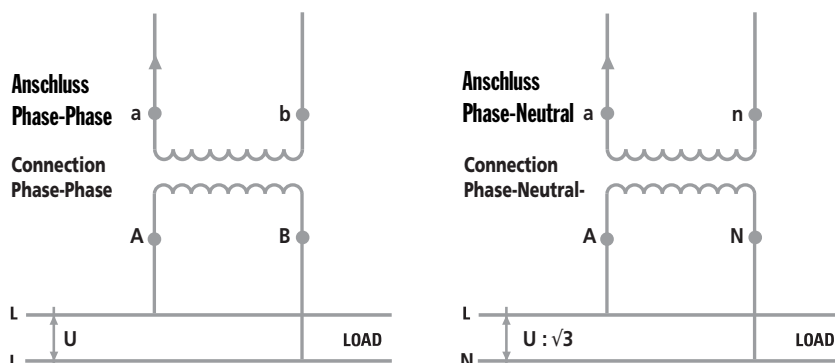 Anschluss
Phase-Phase
a
b
Connection
Phase-Phase
A
B
L
U
LOAD
L
Anschluss
Phase-Neutral
a
n
Connection
Phase-Neutral-
A
N
L
U : √3
LOAD
N